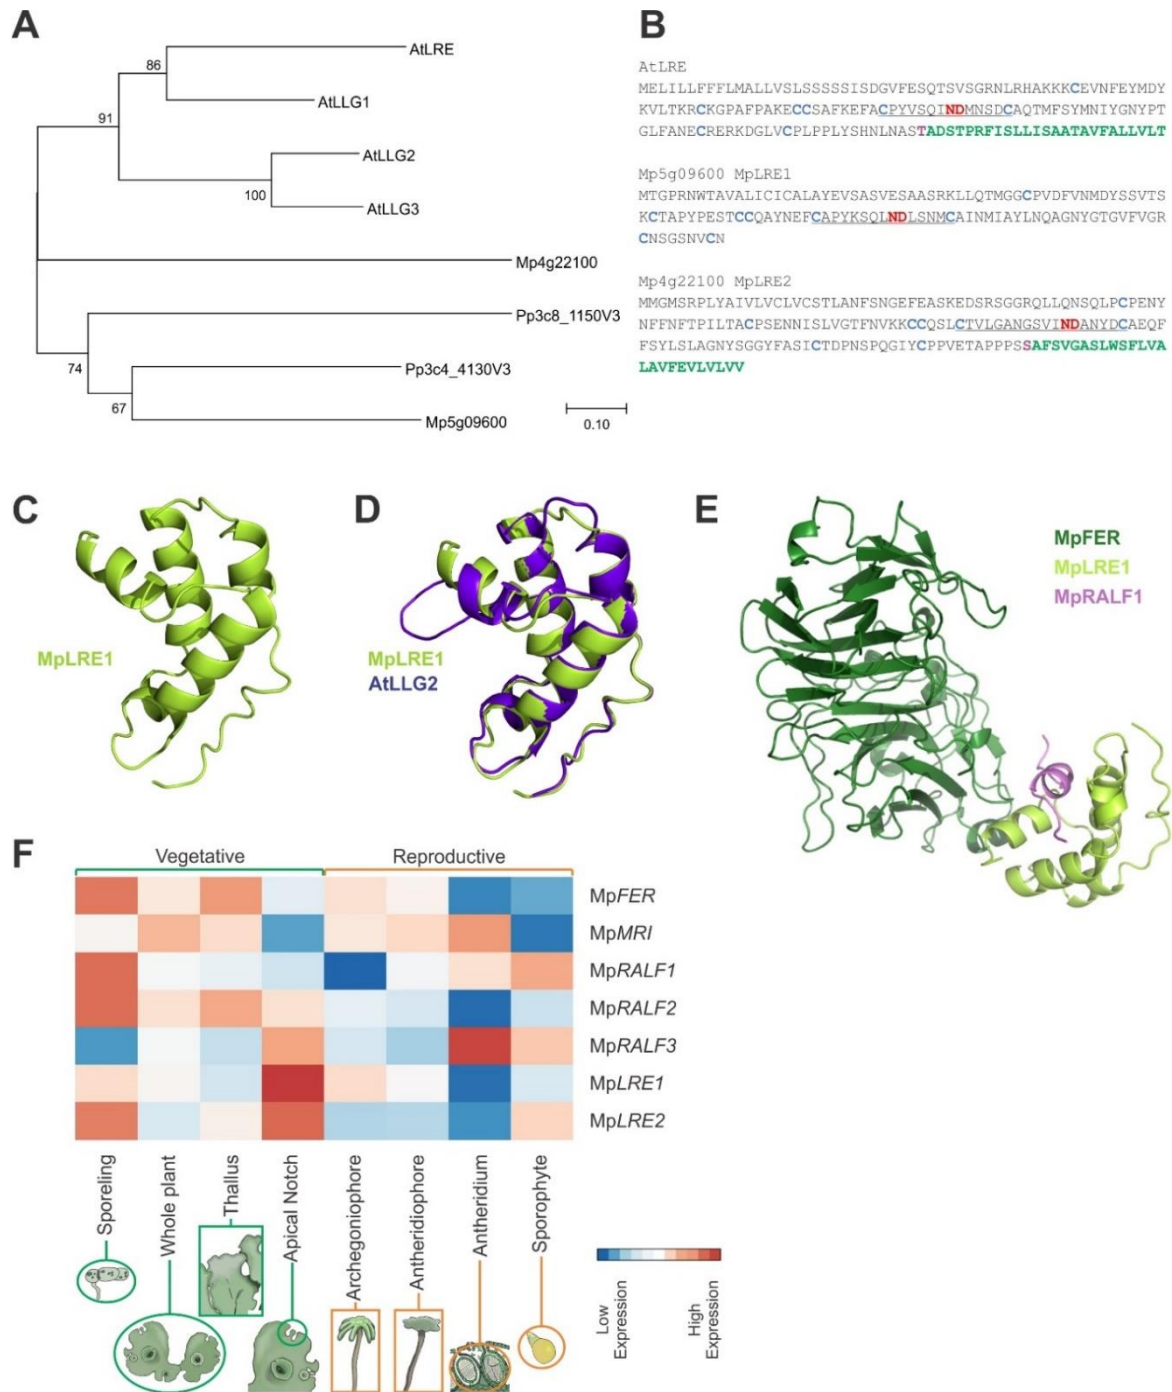 A
AtLRE
86
AtLLG1
91
AtLLG2
100
AtLLG3
Mp4g22100
Pp3c8_1150V3
74
Pp3c4_4130V3
67
Mp5g09600
0.10
B
AtLRE
MELILLFFFLMALLVSLSSSSSISDGVFESQTSVSGRNLRHAKKKCEVNFEYMDY
KVLTKRCKGPAFPAKECCSAFKEFACPYVSQINDMNSDCAQTMFSYMNIYGNYPT
GLFANECRERKDGLVCPLPPLYSHNLNASTADSTPRFISLLISAATAVFALLVLT
Mp5g09600 MpLRE1
MTGPRNWTAVALICICALAYEVSASVESAASRKLLQTMGGCPVDFVNMDYSSVTS
KCTAPYPESTCCQAYNEFCAPYKSQLNDLSNMCAINMIAYLNQAGNYGTGVFVGR
CNSGSNVCN
Mp4g22100 MpLRE2
MMGMSRPLYAIVLVCLVCSTLANFSNGEFEASKEDSRSGGRQLLQNSQLPCPENY
NFFNFTPILTACPSENNISLVGTFNVKKCCQSLCTVLGANGSVINDANYDCAEQF
FSYLSLAGNYSGGYFASICTDPNSPQGIYCPPVETAPPPSSAFSVGASLWSFLVA
LAVFEVLVLVV
C
MpLRE1
D
MpLRE1
AtLLG2
E
MpFER
MpLRE1
MpRALF1
F
Vegetative
Reproductive
MpFER
MpMRI
MpRALF1
MpRALF2
MpRALF3
MpLRE1
MpLRE2
Sporeling
Whole plant
Thallus
Apical Notch
Archegoniophore
Antheridiophore
Antheridium
Sporophyte
Low
Expression
High
Expression